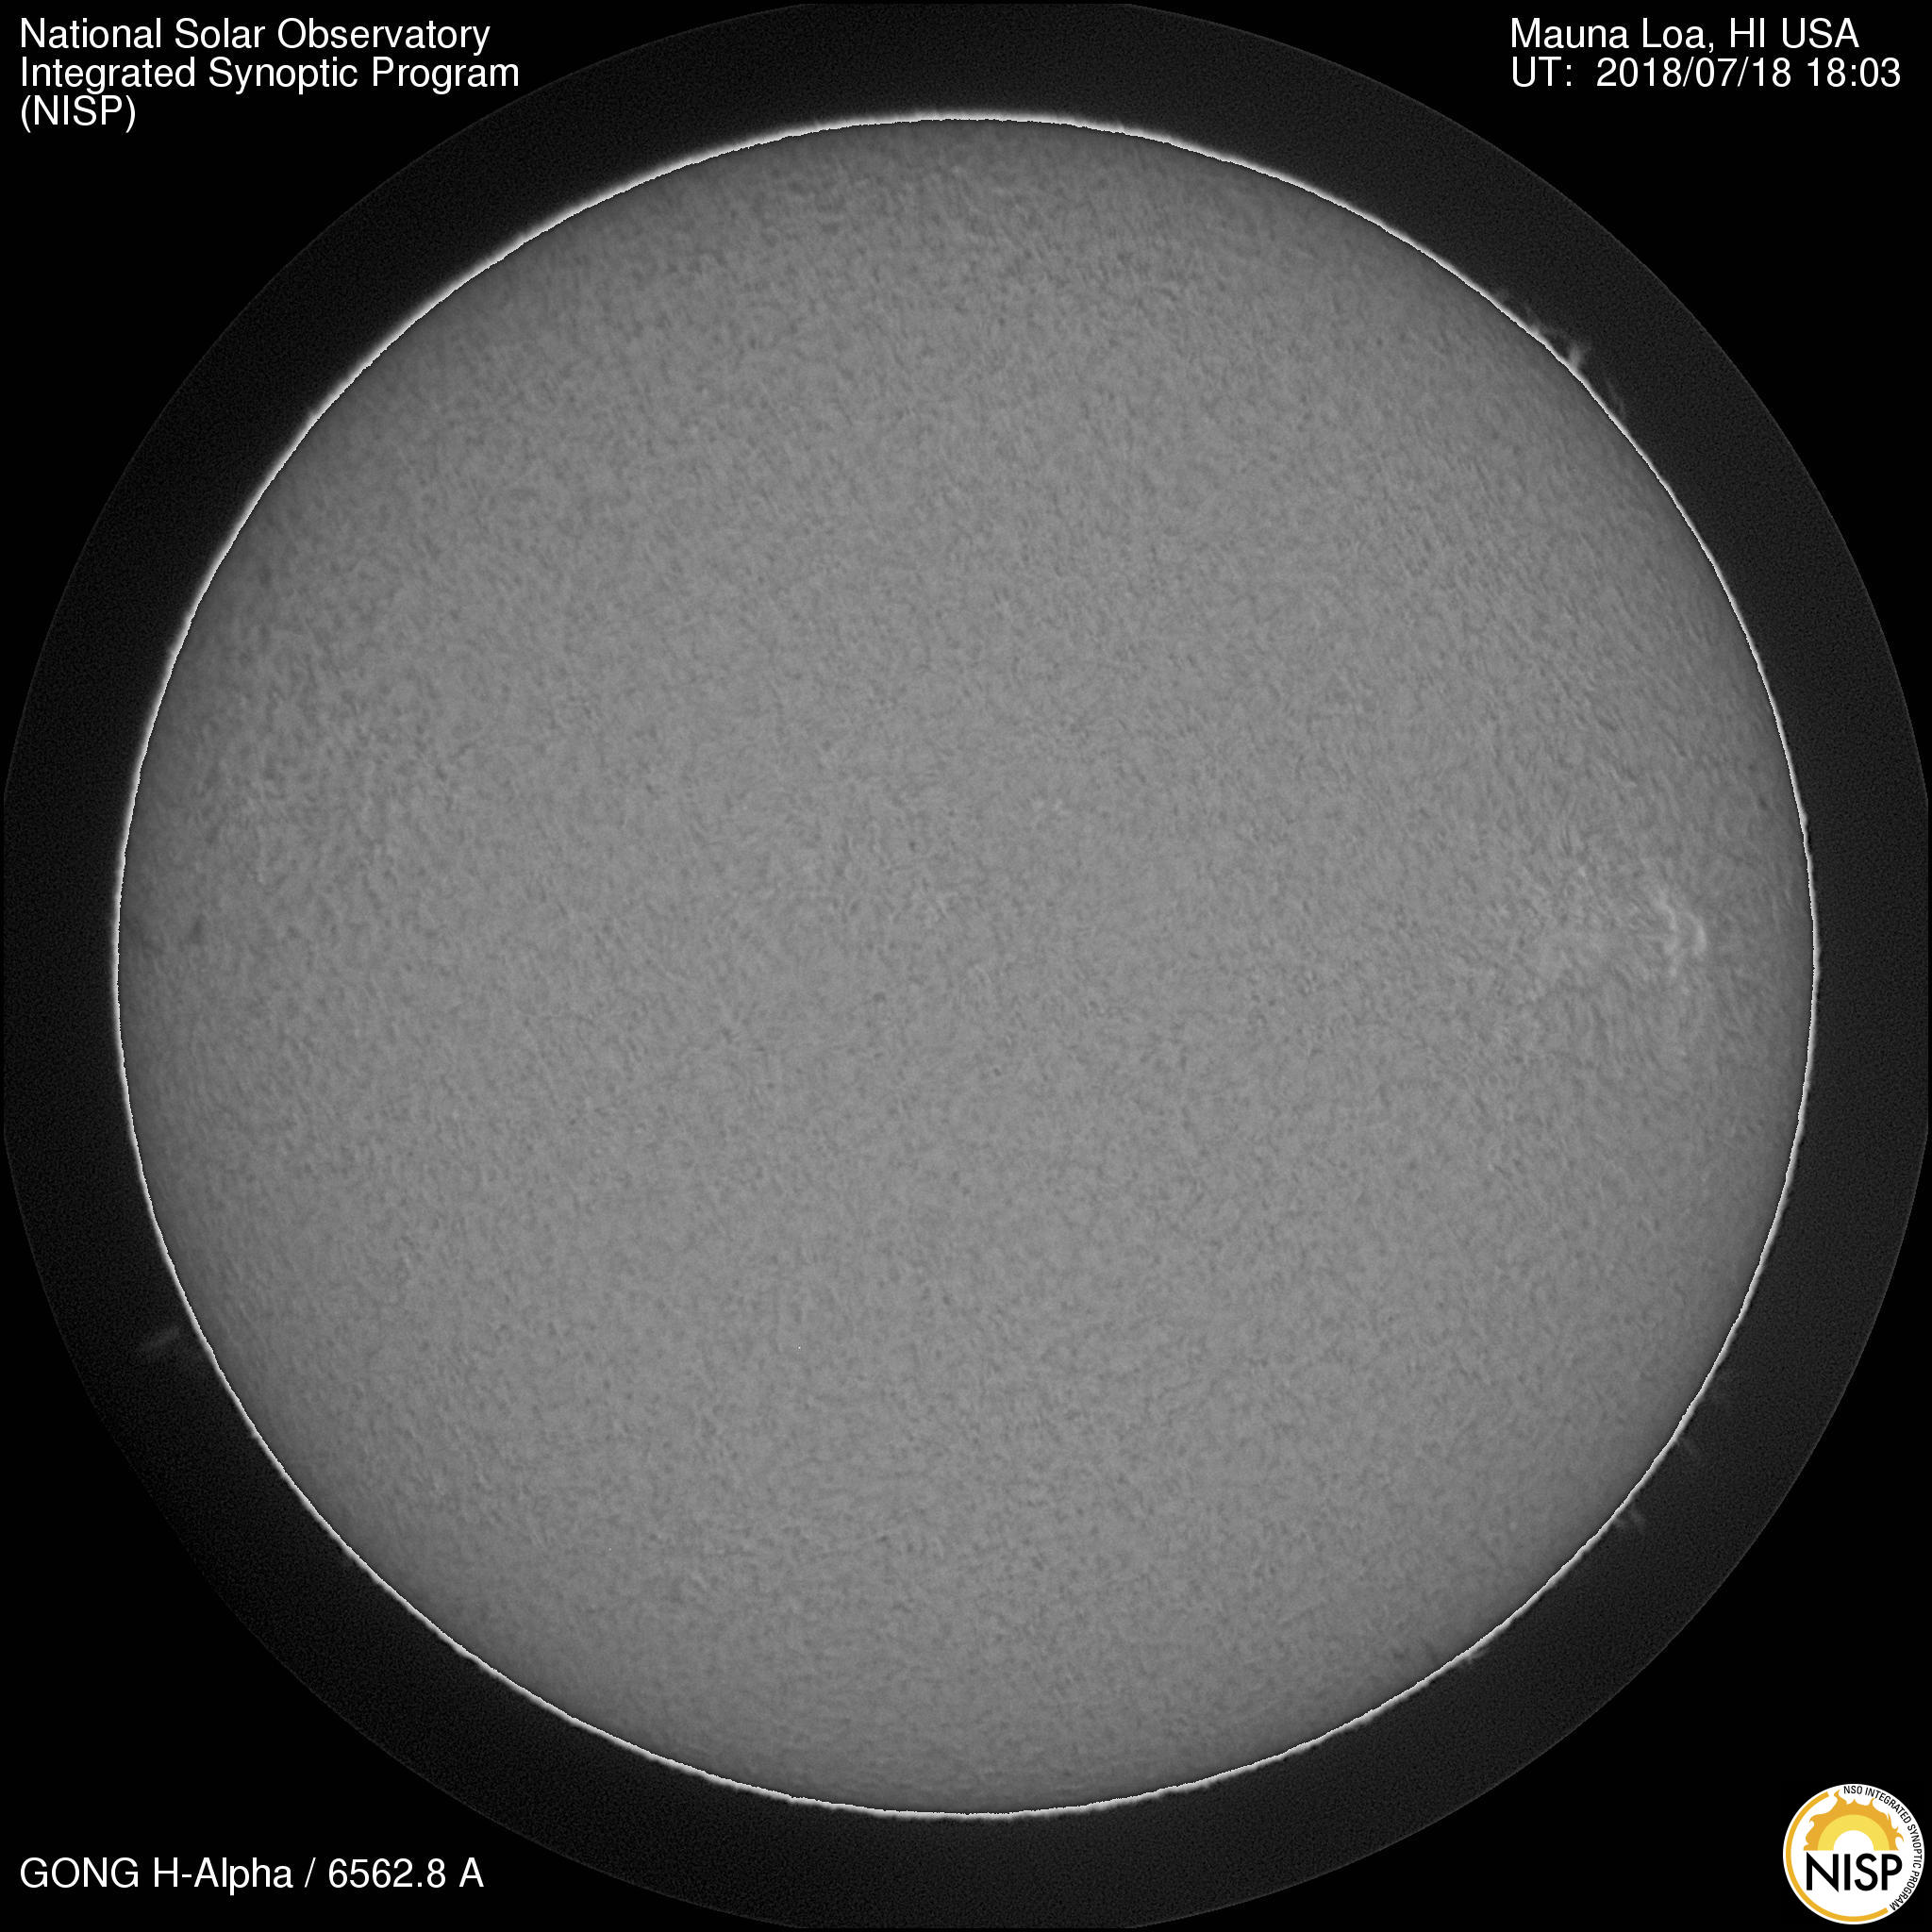 National Solar Observatory
Integrated Synoptic Program
(NISP)
Mauna Loa, HI USA
UT: 2018/07/18 18:03
GONG H-Alpha / 6562.8 A
NSO INTEGRATED SYNOPTIC PROGRAM
NISP